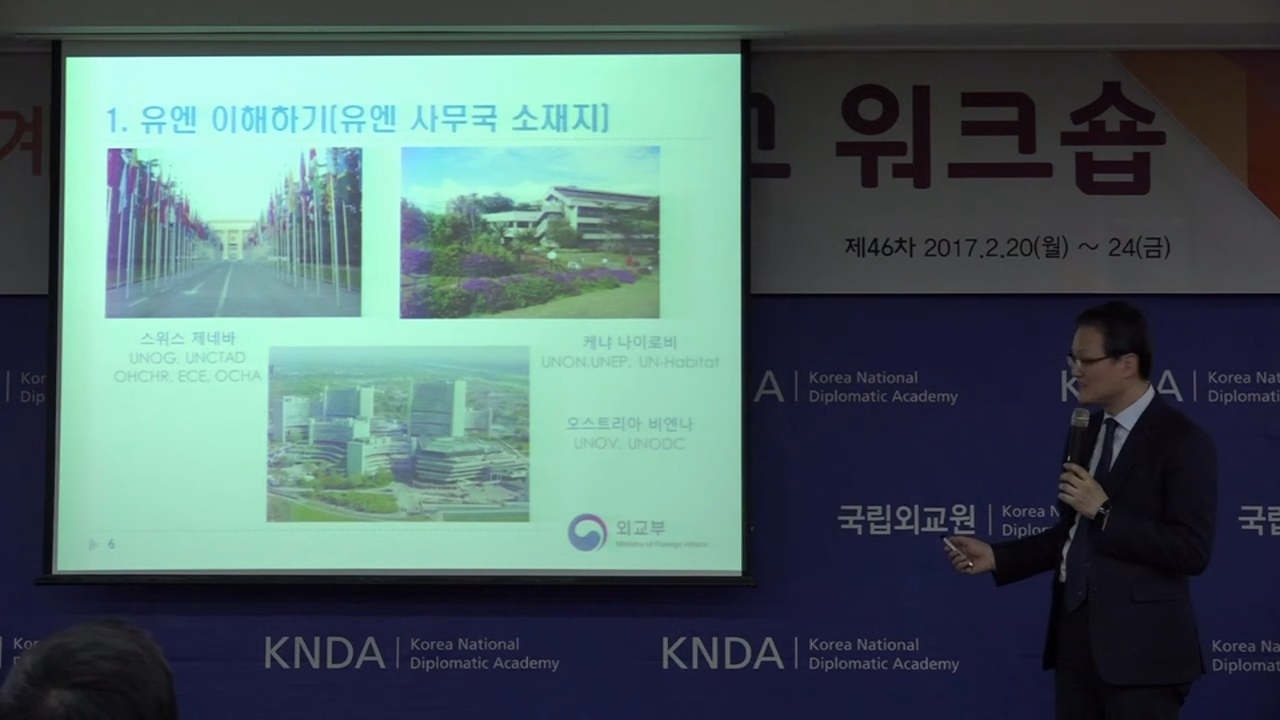 1. 유엔 이해하기(유엔 사무국 소재지)
스위스 제네바
UNOG, UNCTAD
OHCHR, ECE, OCHA
케냐 나이로비
UNON,UNEP, UN-Habitat
오스트리아 비엔나
UNOV, UNODC
6
외교부
Ministry of Foreign Affairs
워크숍
제46차 2017.2.20(월) ~ 24(금)
Korea National
Diplomatic Academy
국립외교원
KNDA
Korea National
Diplomatic Academy
KNDA
Korea National
Diplomatic Academy